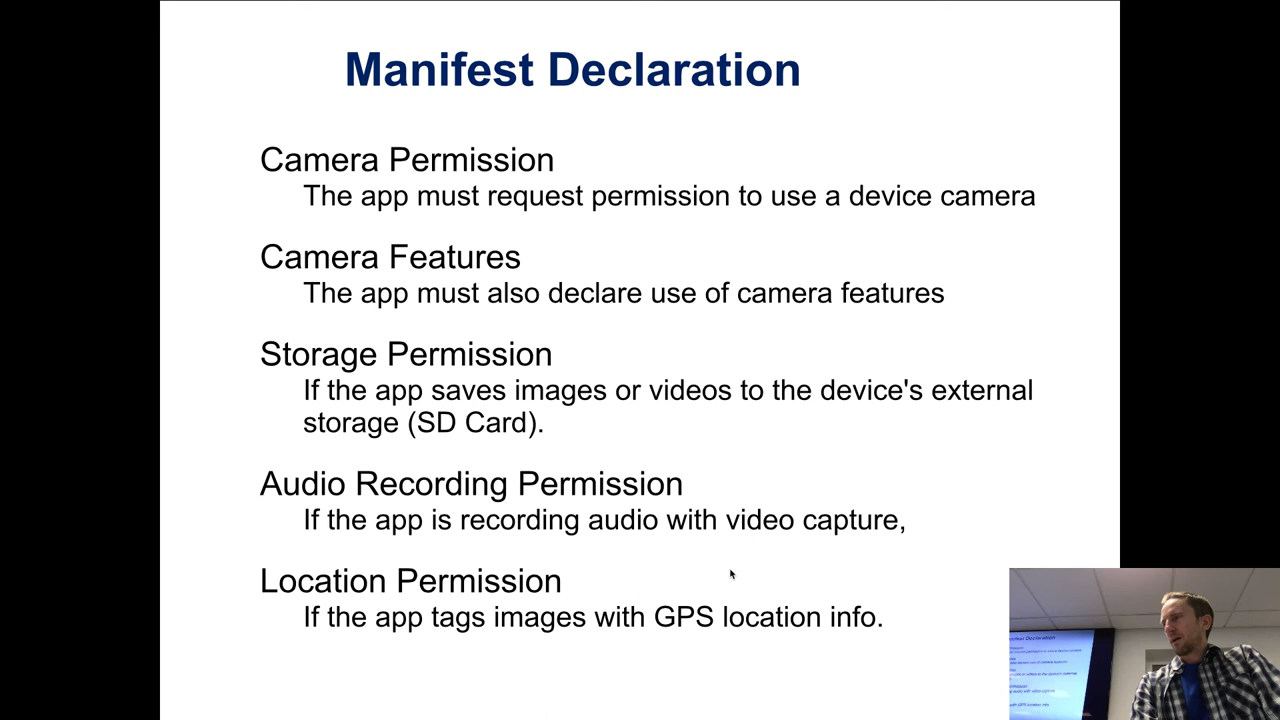 Manifest Declaration
Camera Permission
The app must request permission to use a device camera
Camera Features
The app must also declare use of camera features
Storage Permission
If the app saves images or videos to the device's external
storage (SD Card).
Audio Recording Permission
If the app is recording audio with video capture,
Location Permission
If the app tags images with GPS location info.